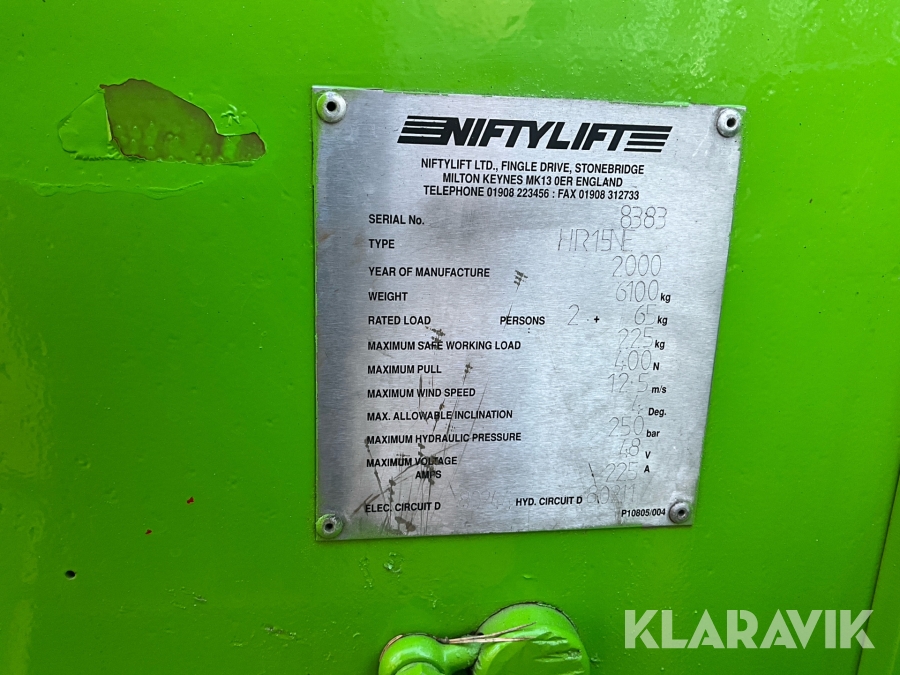 NIFTYLIFT
NIFTYLIFT LTD., FINGLE DRIVE, STONEBRIDGE
MILTON KEYNES MK13 0ER ENGLAND
TELEPHONE 01908 223456 : FAX 01908 312733
SERIAL No. 8383
TYPE HR15NE
YEAR OF MANUFACTURE 2000
WEIGHT 6100 kg
RATED LOAD PERSONS 2 + 65 kg
MAXIMUM SAFE WORKING LOAD 225 kg
MAXIMUM PULL 400 N
MAXIMUM WIND SPEED 12.5 m/s
MAX. ALLOWABLE INCLINATION 4 Deg.
MAXIMUM HYDRAULIC PRESSURE 250 bar
MAXIMUM VOLTAGE 48 V
AMPS 225 A
ELEC. CIRCUIT D HYD. CIRCUIT D
P10805/004
KLARAVIK